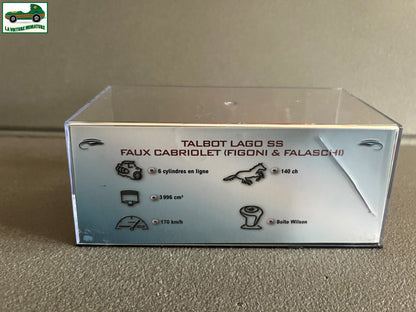 LA VOITURE MINIATURE
TALBOT LAGO SS
FAUX CABRIOLET (FIGONI & FALASCHI)
6 cylindres en ligne
140 ch
3 996 cm³
170 km/h
Boîte Wilson